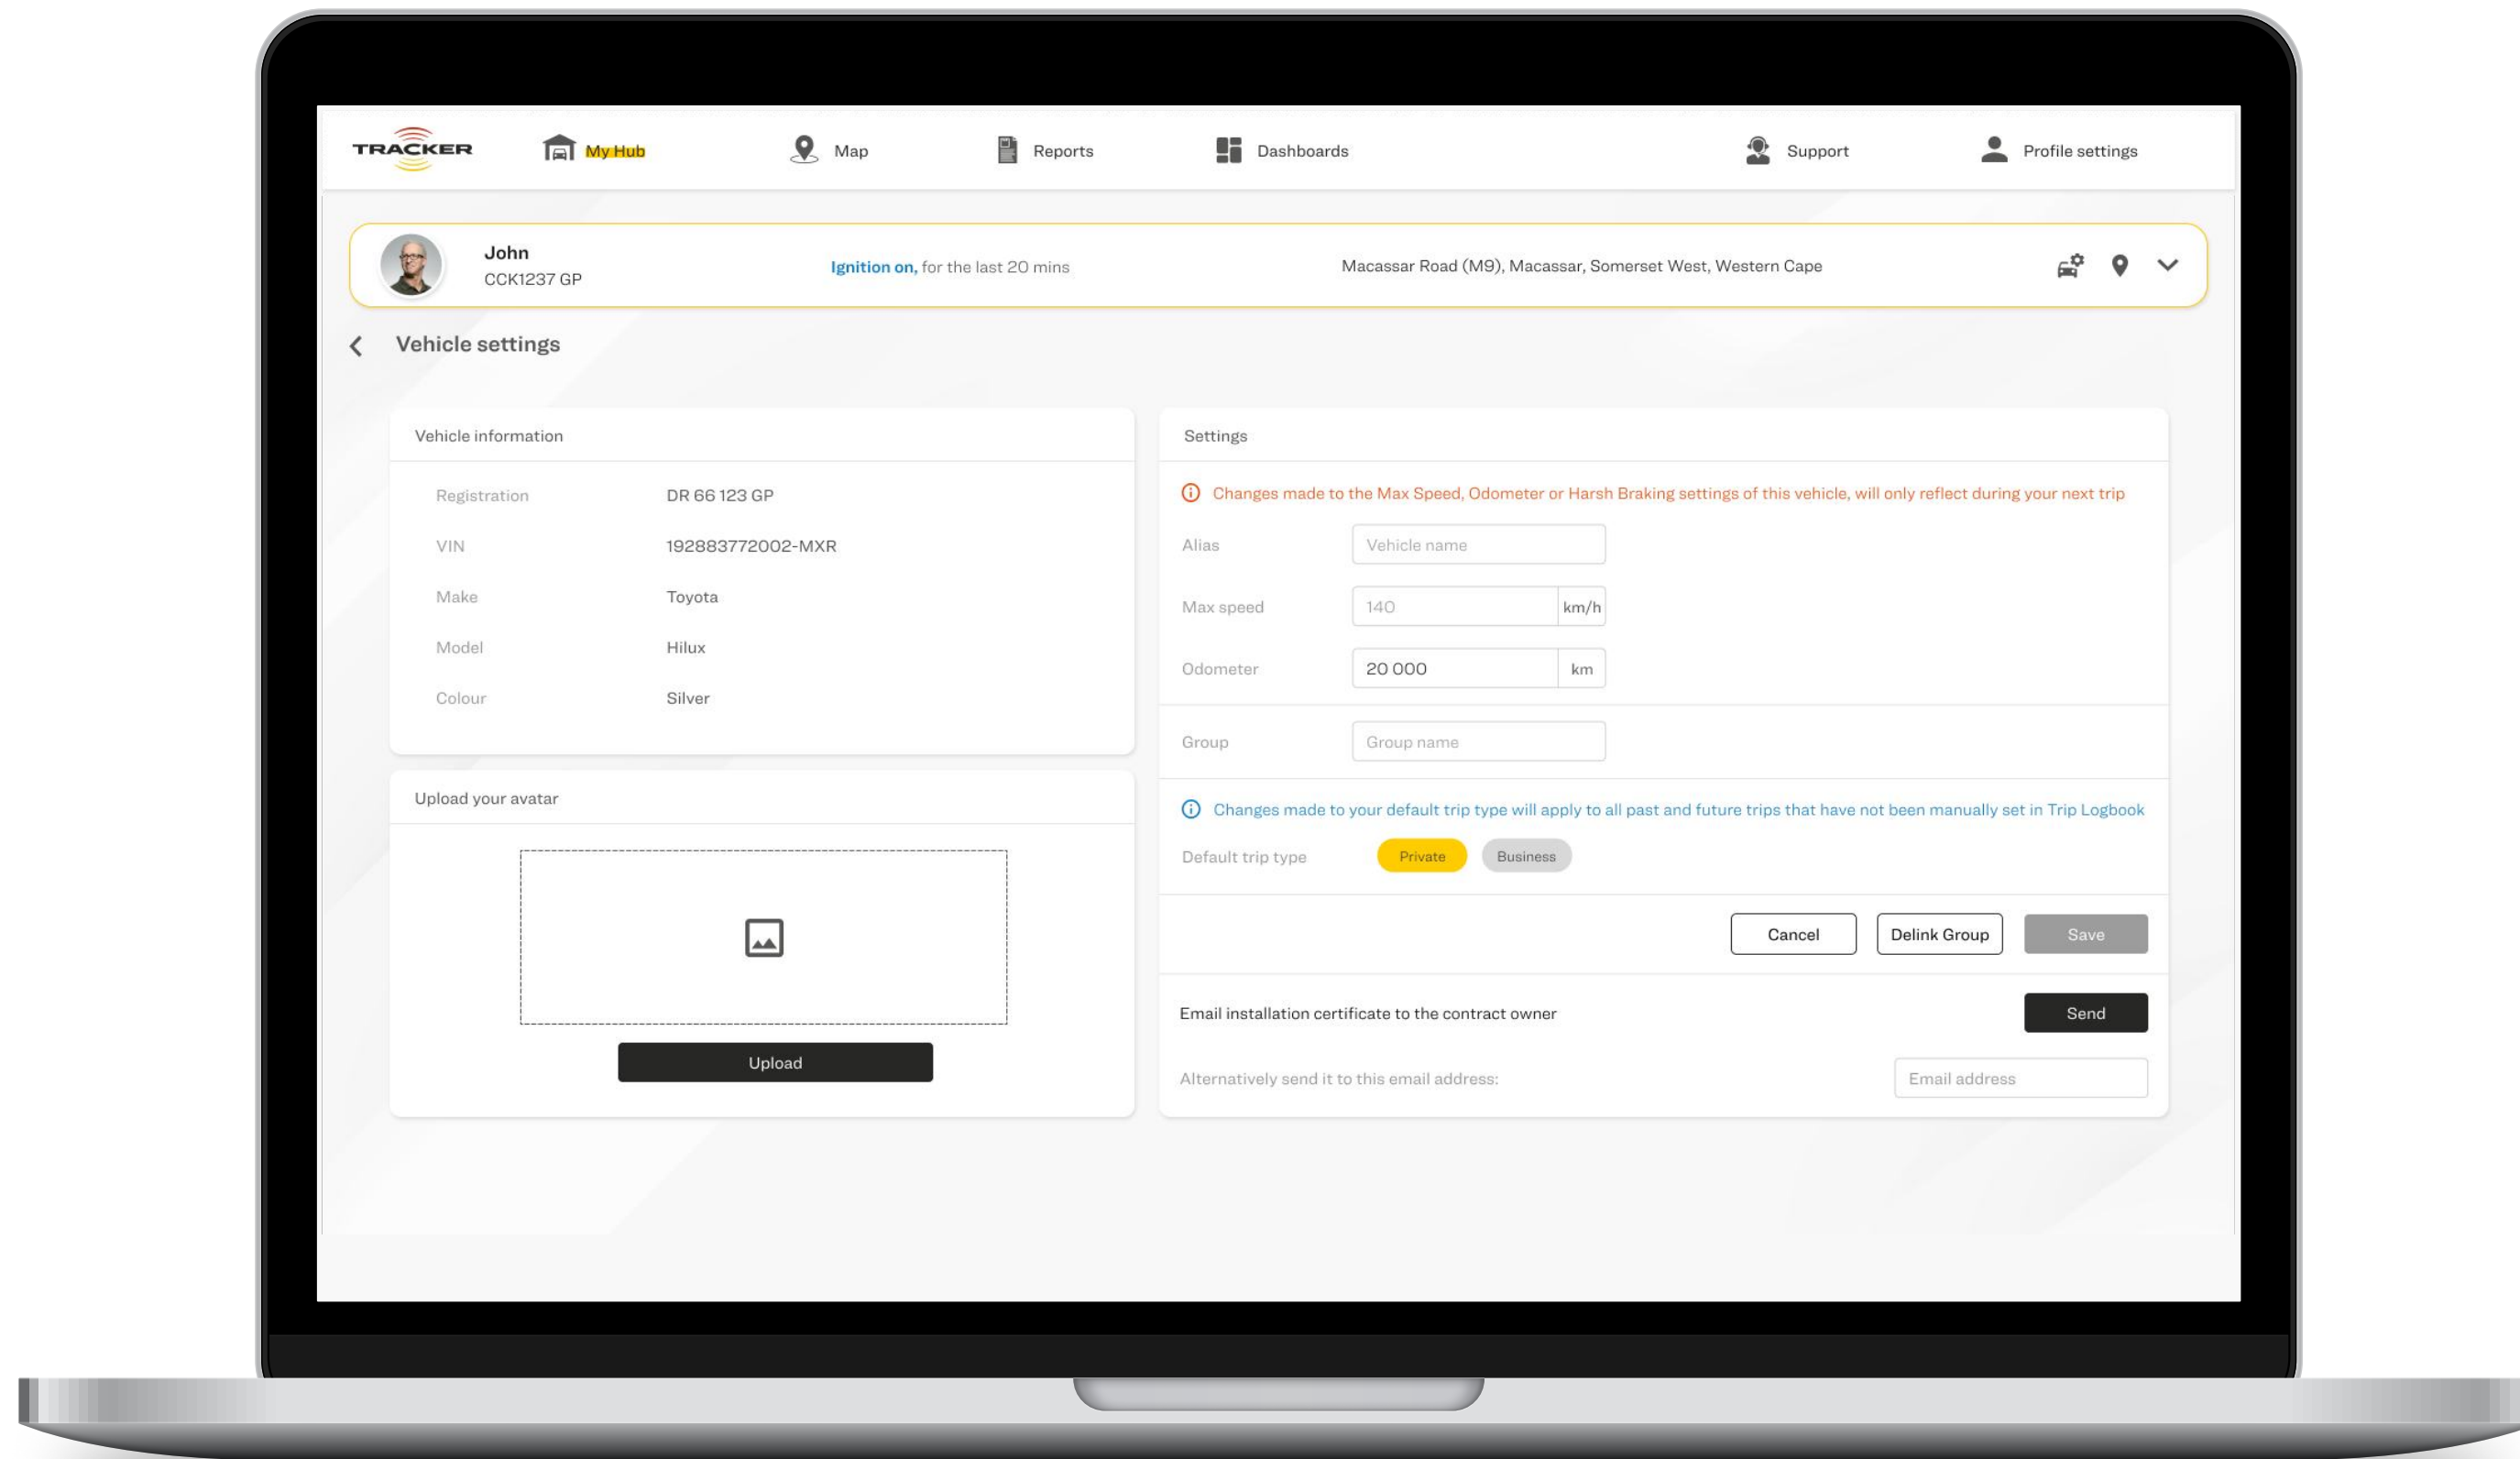 TRACKER
My Hub
Map
Reports
Dashboards
Support
Profile settings
John
CCK1237 GP
Ignition on, for the last 20 mins
Macassar Road (M9), Macassar, Somerset West, Western Cape
Vehicle settings
Vehicle information
Registration DR 66 123 GP
VIN 192883772002-MXR
Make Toyota
Model Hilux
Colour Silver
Upload your avatar
Upload
Settings
Changes made to the Max Speed, Odometer or Harsh Braking settings of this vehicle, will only reflect during your next trip
Alias Vehicle name
Max speed 140 km/h
Odometer 20 000 km
Group Group name
Changes made to your default trip type will apply to all past and future trips that have not been manually set in Trip Logbook
Default trip type Private Business
Cancel Delink Group Save
Email installation certificate to the contract owner Send
Alternatively send it to this email address: Email address